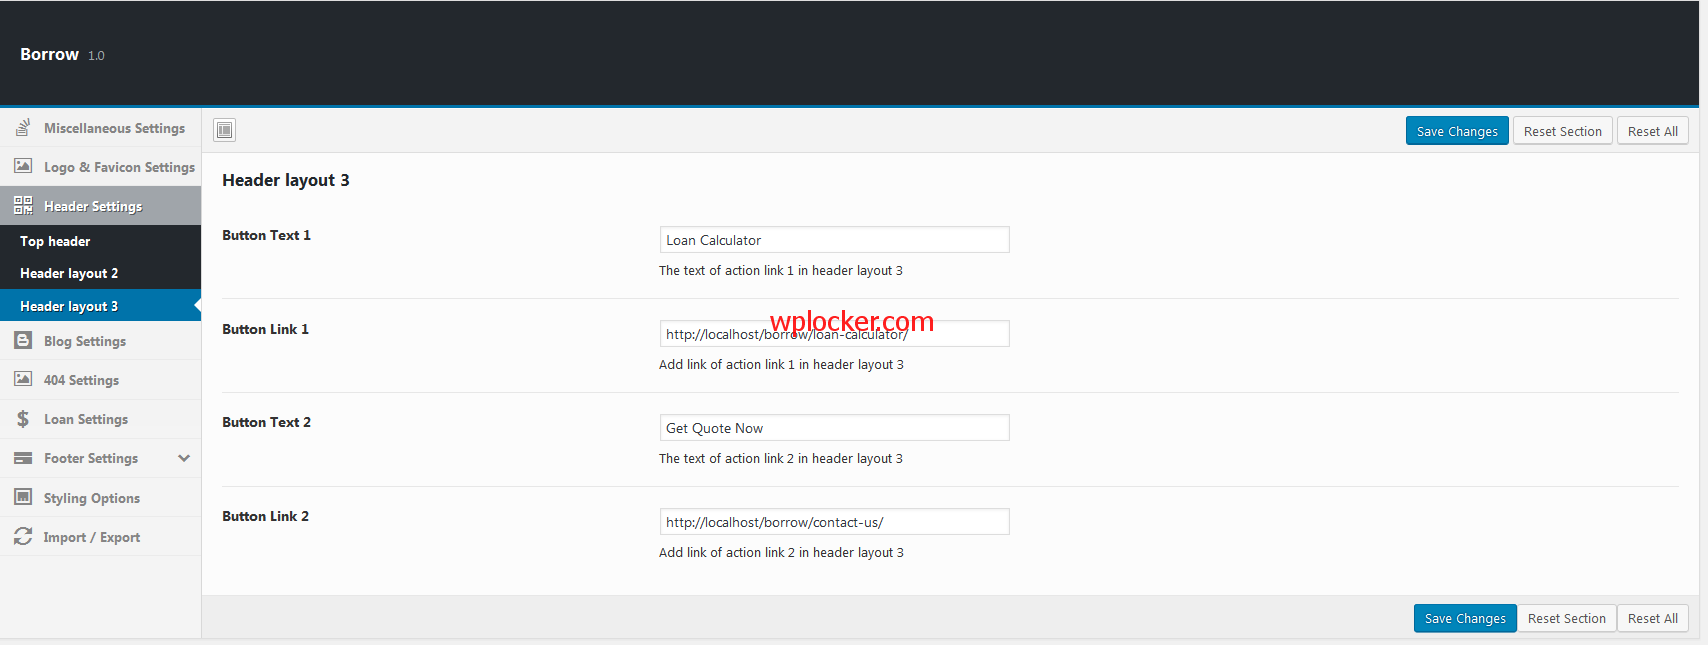 Borrow 1.0
Miscellaneous Settings
Logo & Favicon Settings
Header Settings
Top header
Header layout 2
Header layout 3
Blog Settings
404 Settings
Loan Settings
Footer Settings
Styling Options
Import / Export
Save Changes Reset Section Reset All
Header layout 3
Button Text 1
Loan Calculator
The text of action link 1 in header layout 3
wplocker.com
Button Link 1
http://localhost/borrow/loan-calculator/
Add link of action link 1 in header layout 3
Button Text 2
Get Quote Now
The text of action link 2 in header layout 3
Button Link 2
http://localhost/borrow/contact-us/
Add link of action link 2 in header layout 3
Save Changes Reset Section Reset All